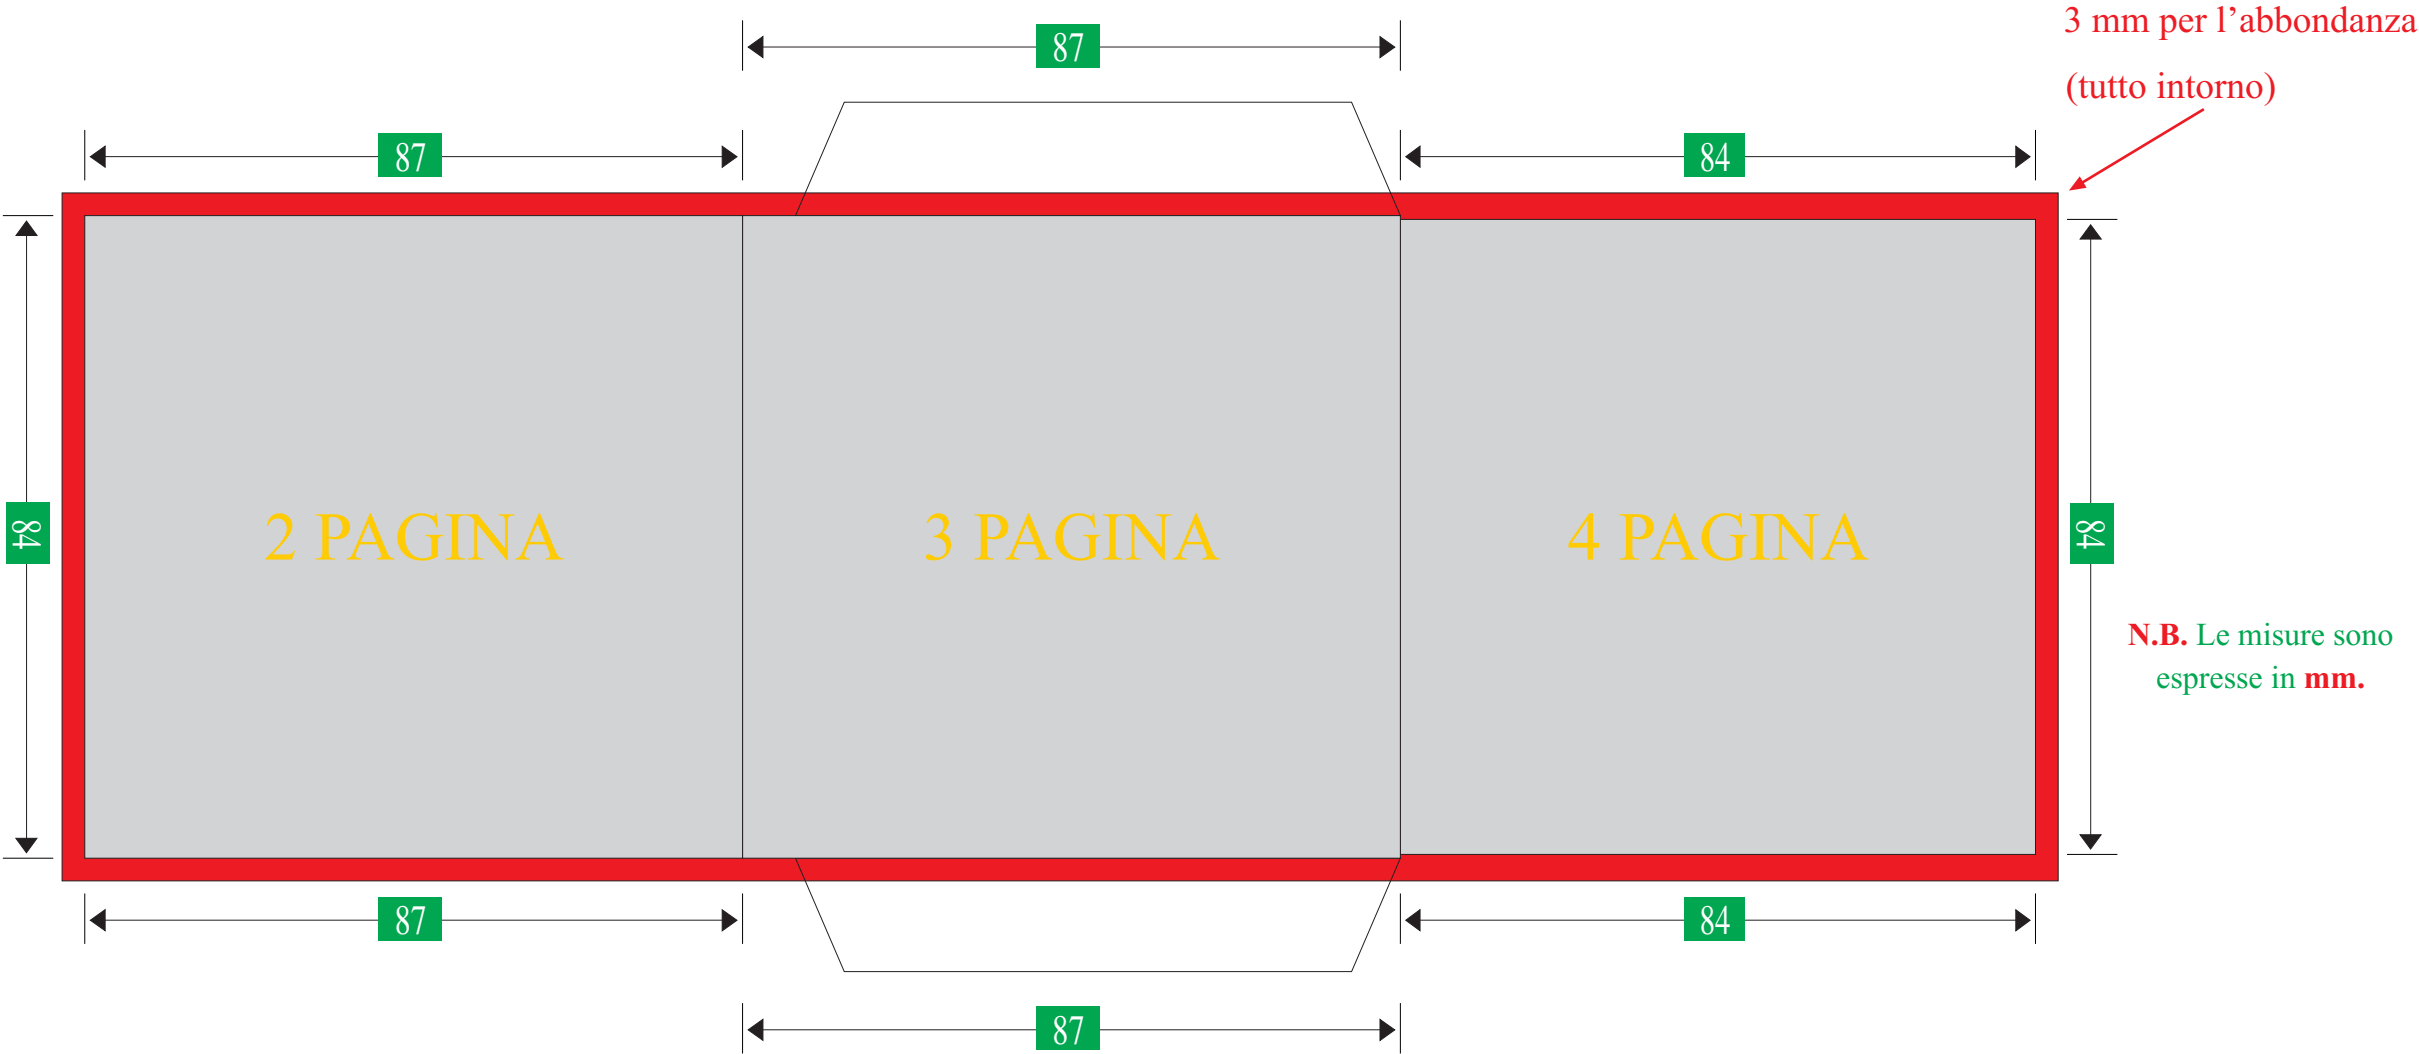 3 mm per l’abbondanza
(tutto intorno)
87
87
84
84
2 PAGINA
3 PAGINA
4 PAGINA
84
N.B. Le misure sono
espresse in mm.
87
84
87